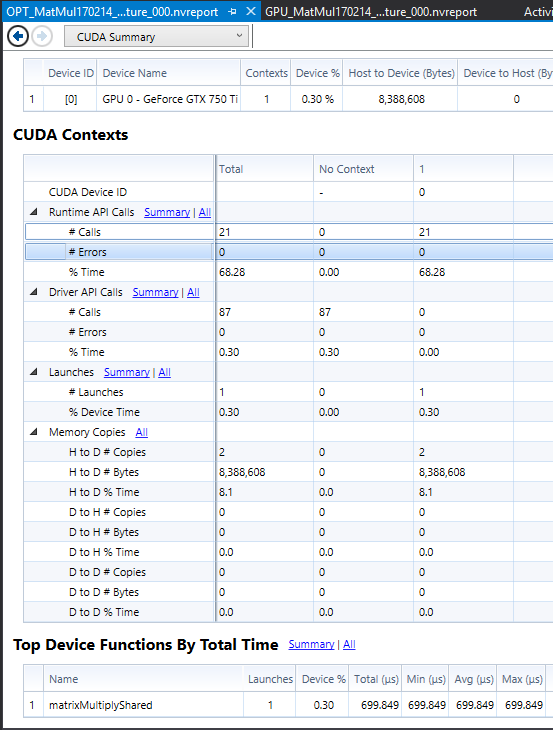 OPT_MatMul170214_...ture_000.nvreport GPU_MatMul170214_...ture_000.nvreport Activi
CUDA Summary
Device ID Device Name Contexts Device % Host to Device (Bytes) Device to Host (By
1 [0] GPU 0 - GeForce GTX 750 Ti 1 0.30 % 8,388,608 0
CUDA Contexts
Total No Context 1
CUDA Device ID - 0
Runtime API Calls Summary | All
# Calls 21 0 21
# Errors 0 0 0
% Time 68.28 0.00 68.28
Driver API Calls Summary | All
# Calls 87 87 0
# Errors 0 0 0
% Time 0.30 0.30 0.00
Launches Summary | All
# Launches 1 0 1
% Device Time 0.30 0.00 0.30
Memory Copies All
H to D # Copies 2 0 2
H to D # Bytes 8,388,608 0 8,388,608
H to D % Time 8.1 0.0 8.1
D to H # Copies 0 0 0
D to H # Bytes 0 0 0
D to H % Time 0.0 0.0 0.0
D to D # Copies 0 0 0
D to D # Bytes 0 0 0
D to D % Time 0.0 0.0 0.0
Top Device Functions By Total Time Summary | All
Name Launches Device % Total (µs) Min (µs) Avg (µs) Max (µs)
1 matrixMultiplyShared 1 0.30 699.849 699.849 699.849 699.849